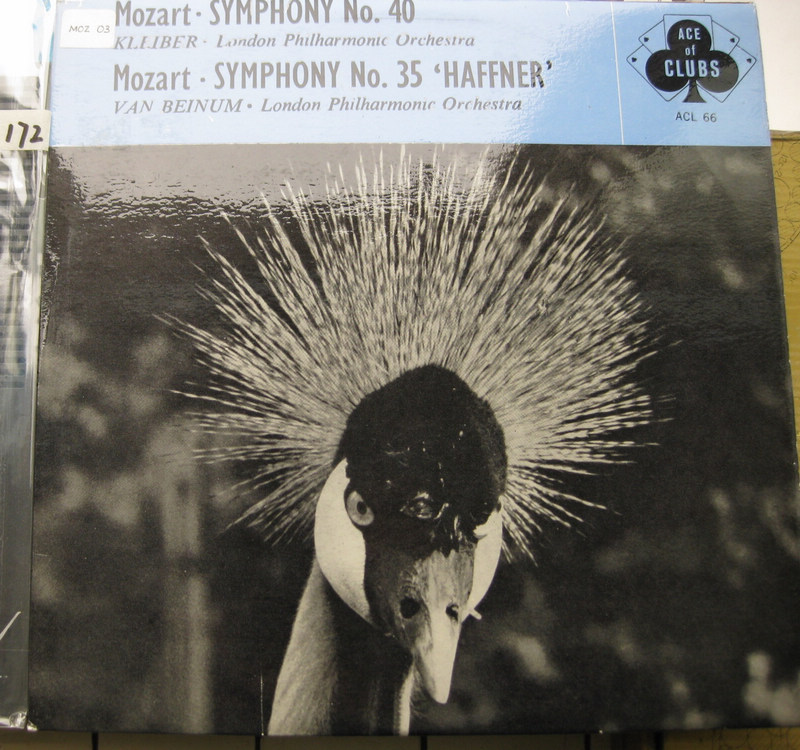 Mozart · SYMPHONY No. 40
MOZ 03
KLEIBER · London Philharmonic Orchestra
Mozart · SYMPHONY No. 35 ‘HAFFNER’
VAN BEINUM · London Philharmonic Orchestra
ACE
of
CLUBS
ACL 66
172